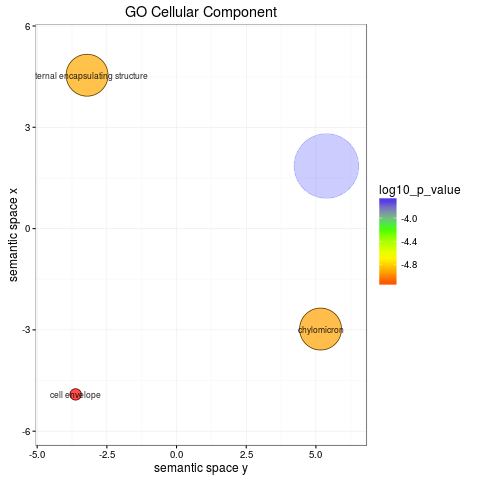 GO Cellular Component
6
ternal encapsulating structure
3
log10_p_value
-4.0
0
-4.4
-4.8
semantic space x
-3
chylomicron
cell envelope
-6
-5.0
-2.5
0.0
2.5
5.0
semantic space y